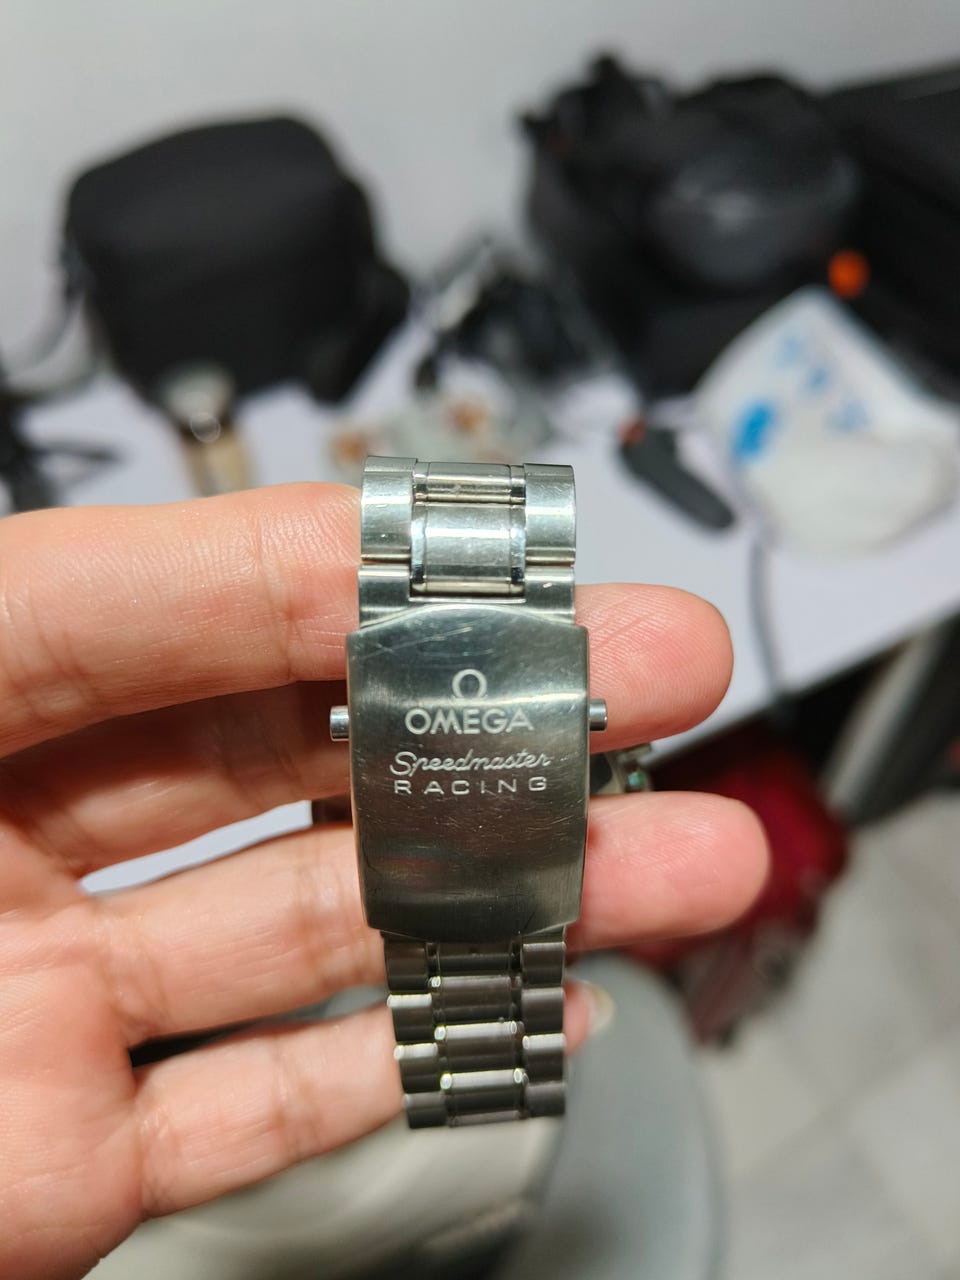 Ω
OMEGA
Speedmaster
RACING